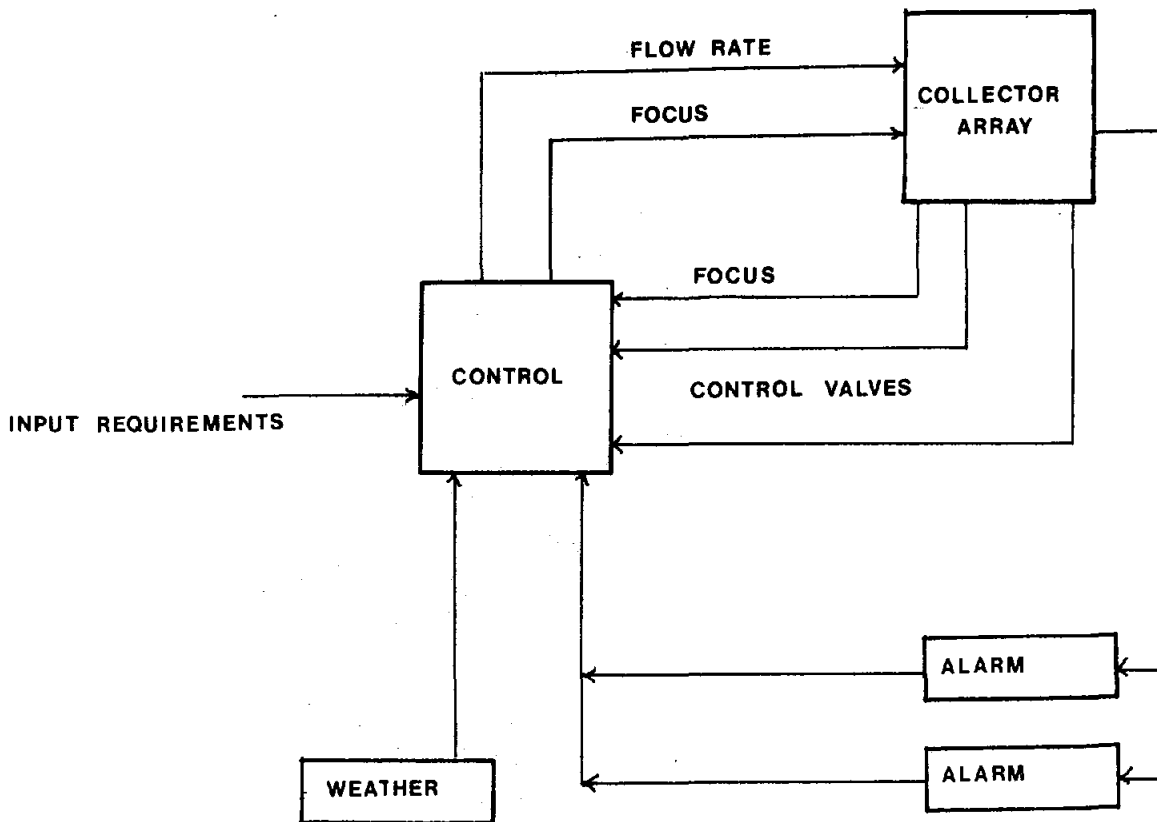 FLOW RATE
COLLECTOR
ARRAY
FOCUS
FOCUS
CONTROL
CONTROL VALVES
INPUT REQUIREMENTS
ALARM
ALARM
WEATHER